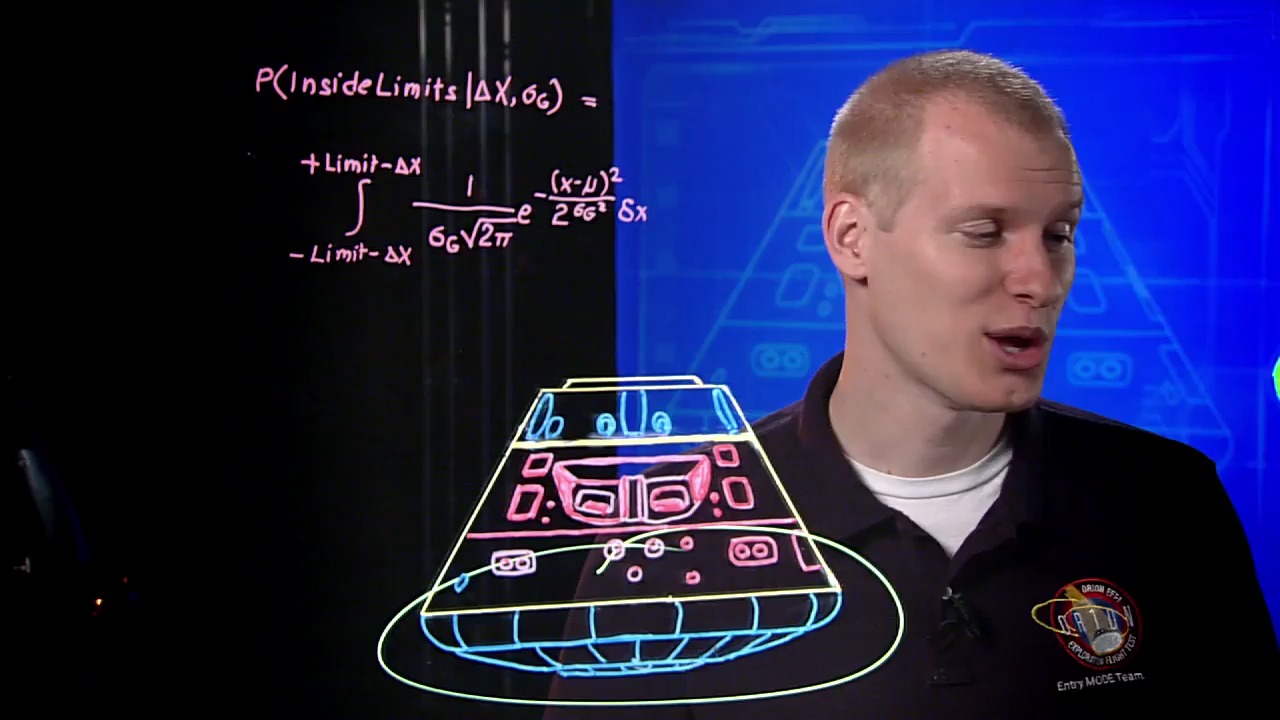 P(InsideLimits|ΔX,σG) =
+Limit-ΔX
∫ 1/(σG√2π) e^-(x-μ)²/2σG² δx
-Limit-ΔX
ORION EFT-1
EXPLORATION FLIGHT TEST
Entry MODE Team